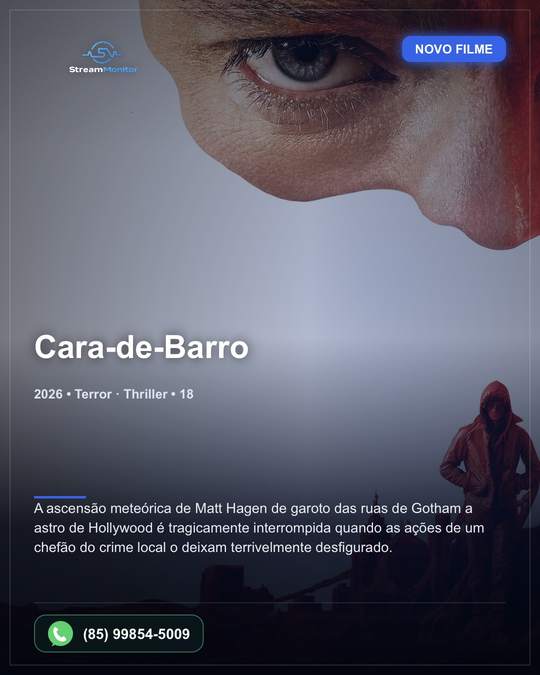 StreamMonitor
NOVO FILME
Cara-de-Barro
2026 • Terror · Thriller • 18
A ascensão meteórica de Matt Hagen de garoto das ruas de Gotham a
astro de Hollywood é tragicamente interrompida quando as ações de um
chefão do crime local o deixam terrivelmente desfigurado.
(85) 99854-5009